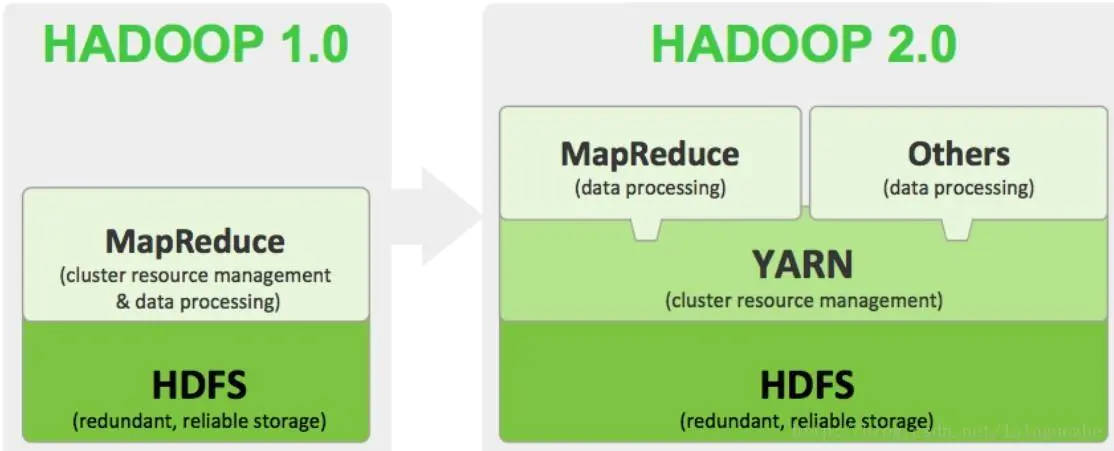 HADOOP 1.0
MapReduce
(cluster resource management
& data processing)
HDFS
(redundant, reliable storage)
HADOOP 2.0
MapReduce
(data processing)
Others
(data processing)
YARN
(cluster resource management)
HDFS
(redundant, reliable storage)